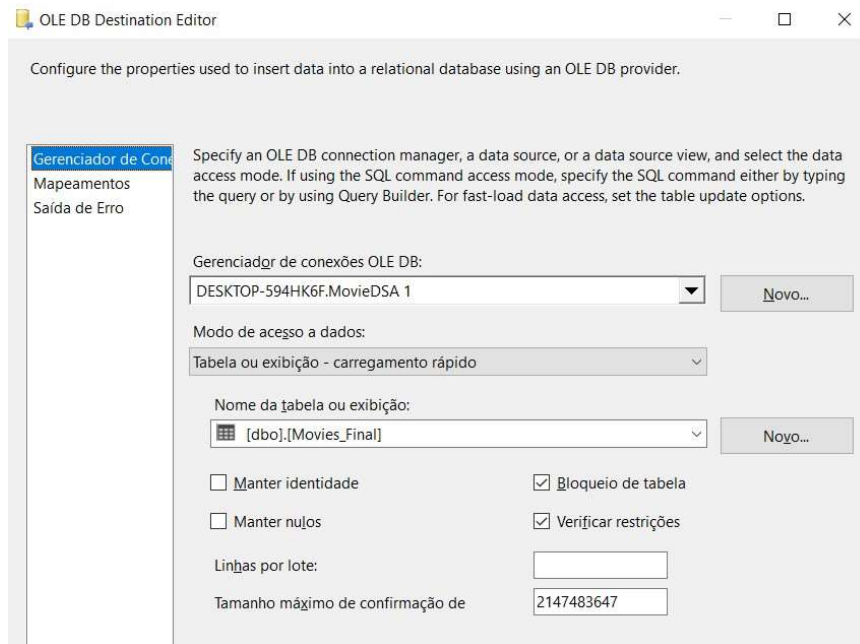 OLE DB Destination Editor
Configure the properties used to insert data into a relational database using an OLE DB provider.
Gerenciador de Cone
Mapeamentos
Saída de Erro
Specify an OLE DB connection manager, a data source, or a data source view, and select the data
access mode. If using the SQL command access mode, specify the SQL command either by typing
the query or by using Query Builder. For fast-load data access, set the table update options.
Gerenciador de conexões OLE DB:
DESKTOP-594HK6F.MovieDSA 1
Novo...
Modo de acesso a dados:
Tabela ou exibição - carregamento rápido
Nome da tabela ou exibição:
[dbo].[Movies_Final]
Novo...
Manter identidade
Bloqueio de tabela
Manter nulos
Verificar restrições
Linhas por lote:
Tamanho máximo de confirmação de
2147483647